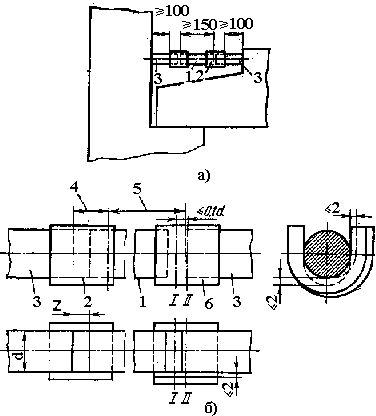 ≥100
≥150 ≥100
3 1,2 3
а)
4 5 ≤0,1d ≤2
3 2 1 I II 6 3 ≤2
Z
d
I II ≤2
б)